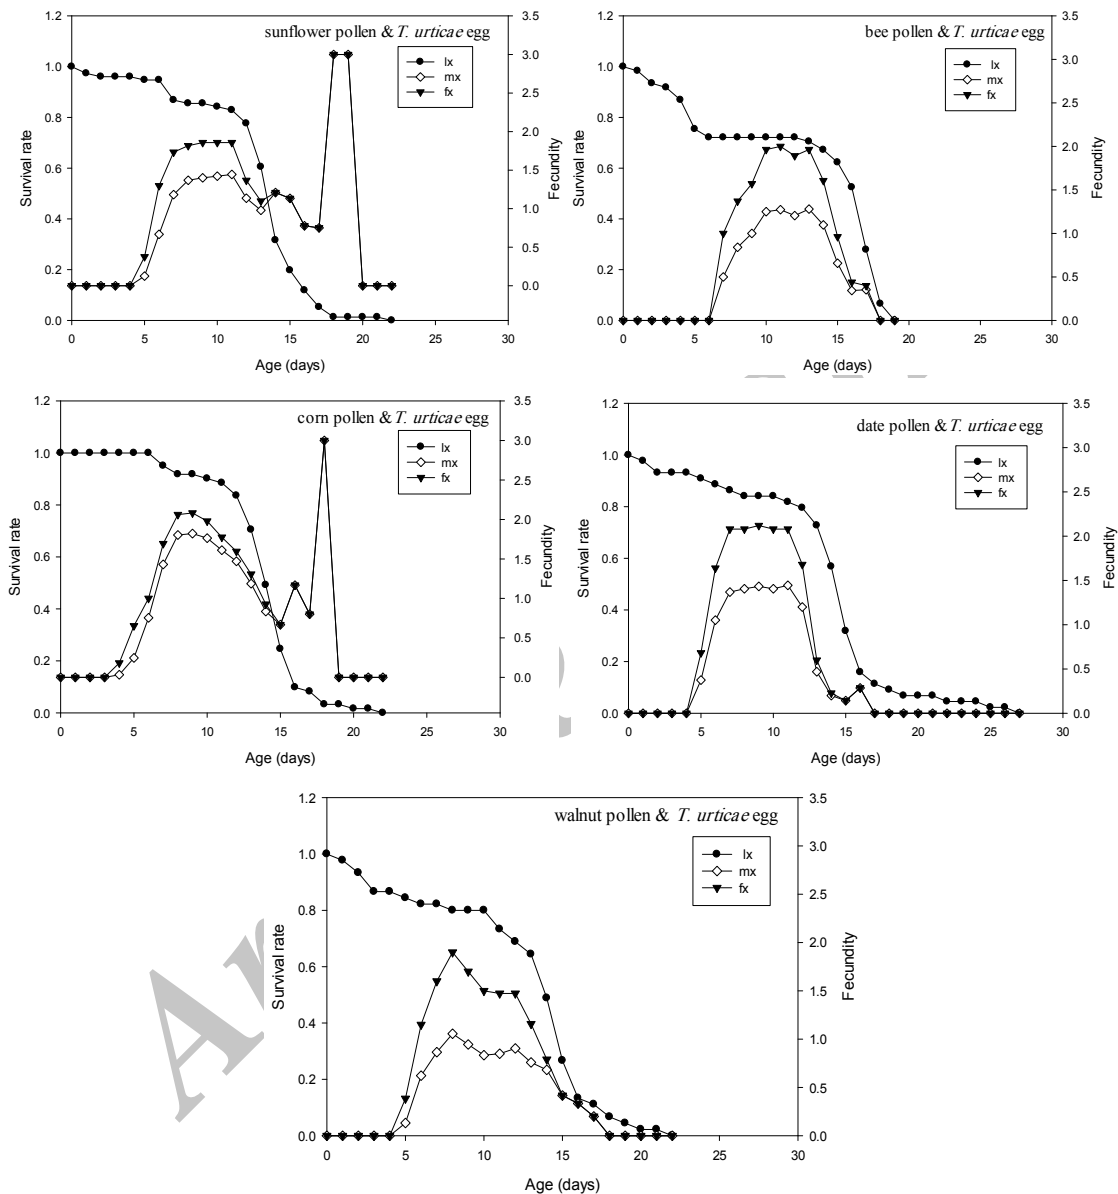 sunflower pollen & T. urticae egg
lx
mx
fx
Survival rate
Fecundity
1.2
1.0
0.8
0.6
0.4
0.2
0.0
3.5
3.0
2.5
2.0
1.5
1.0
0.5
0.0
0 5 10 15 20 25 30
Age (days)
bee pollen & T. urticae egg
lx
mx
fx
Survival rate
Fecundity
1.2
1.0
0.8
0.6
0.4
0.2
0.0
3.5
3.0
2.5
2.0
1.5
1.0
0.5
0.0
0 5 10 15 20 25 30
Age (days)
corn pollen & T. urticae egg
lx
mx
fx
Survival rate
Fecundity
1.2
1.0
0.8
0.6
0.4
0.2
0.0
3.5
3.0
2.5
2.0
1.5
1.0
0.5
0.0
0 5 10 15 20 25 30
Age (days)
date pollen & T. urticae egg
lx
mx
fx
Survival rate
Fecundity
1.2
1.0
0.8
0.6
0.4
0.2
0.0
3.5
3.0
2.5
2.0
1.5
1.0
0.5
0.0
0 5 10 15 20 25 30
Age (days)
walnut pollen & T. urticae egg
lx
mx
fx
Survival rate
Fecundity
1.2
1.0
0.8
0.6
0.4
0.2
0.0
3.5
3.0
2.5
2.0
1.5
1.0
0.5
0.0
0 5 10 15 20 25 30
Age (days)